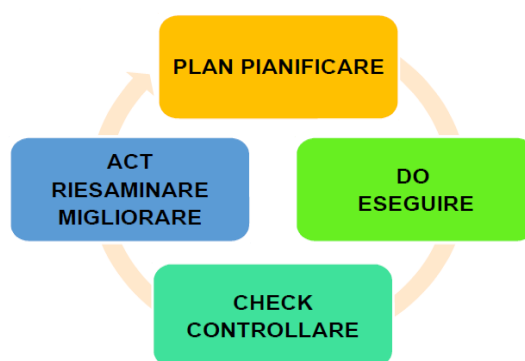 PLAN PIANIFICARE
DO
ESEGUIRE
CHECK
CONTROLLARE
ACT
RIESAMINARE
MIGLIORARE